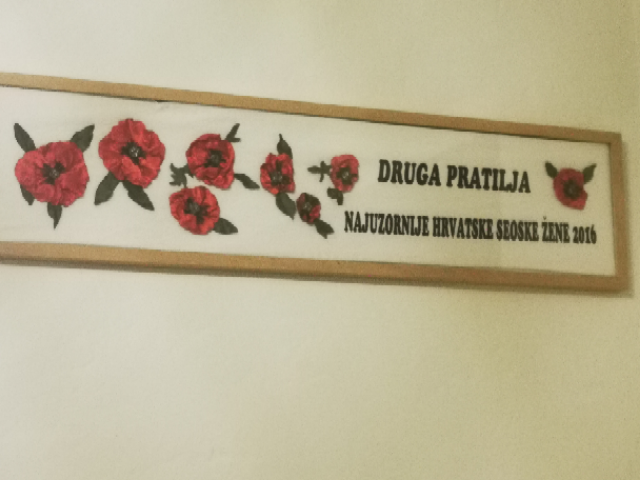 DRUGA PRATILJA
NAJUZORNIJE HRVATSKE SEOSKE ŽENE 2016